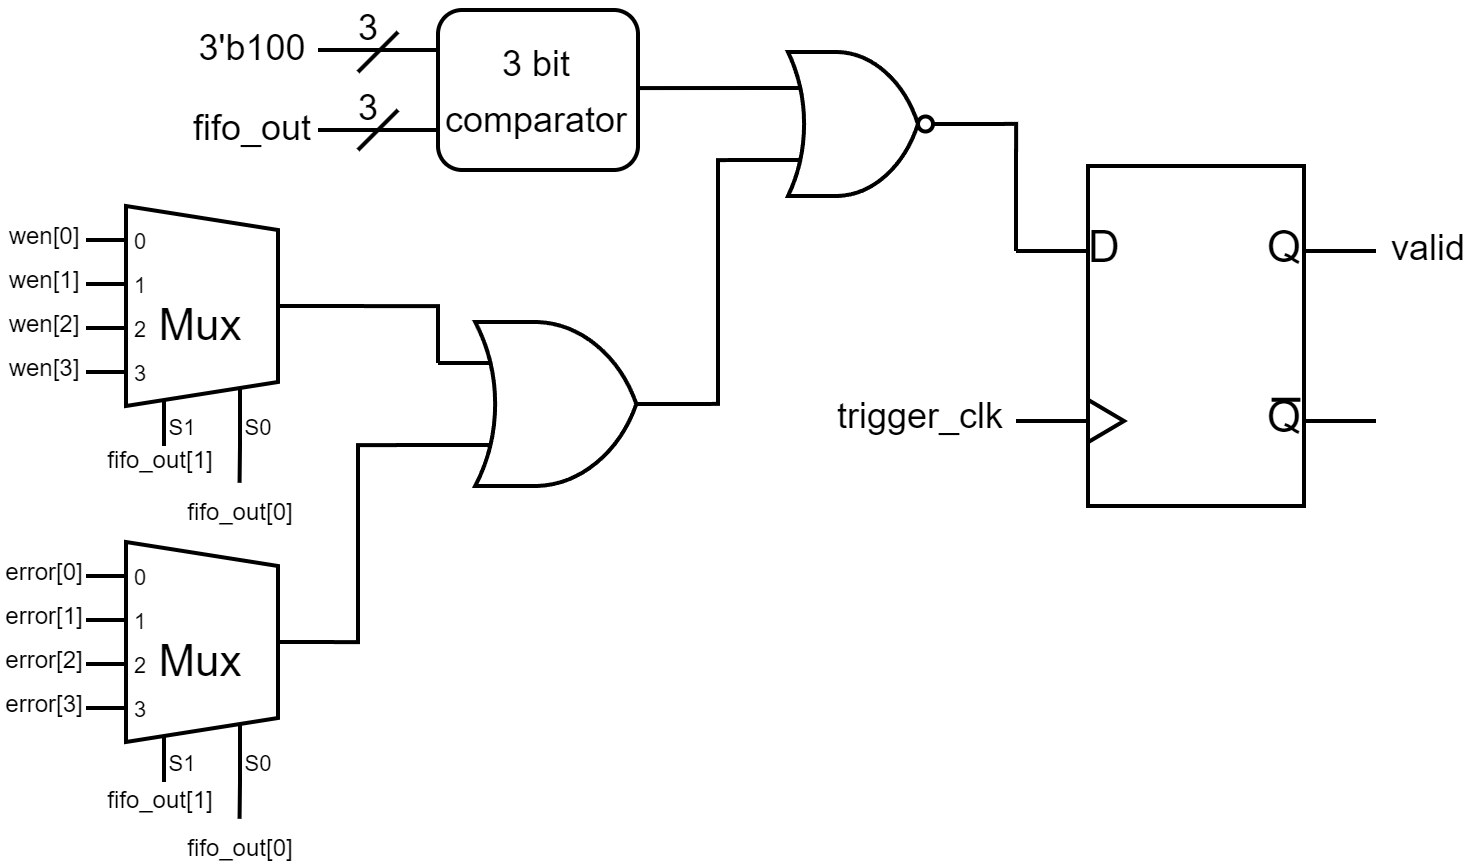 3'b100
3
fifo_out
3
3 bit
comparator
wen[0]
wen[1]
wen[2]
wen[3]
0
1
2
3
Mux
S1
S0
fifo_out[1]
fifo_out[0]
error[0]
error[1]
error[2]
error[3]
0
1
2
3
Mux
S1
S0
fifo_out[1]
fifo_out[0]
D
Q
valid
trigger_clk
Q̅